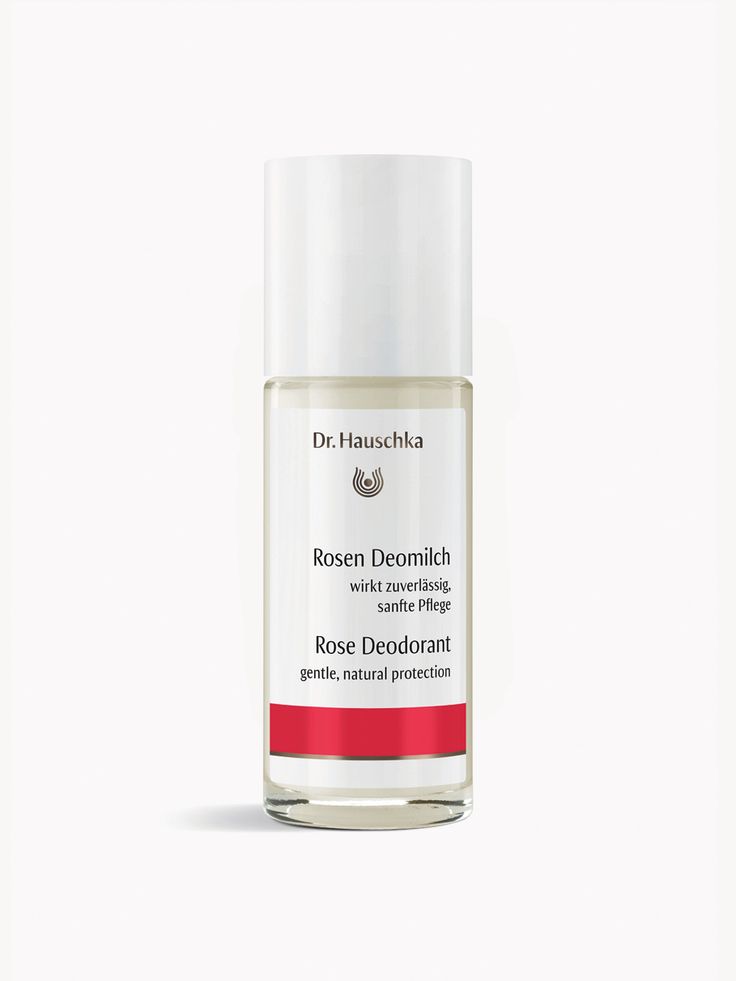 Dr. Hauschka
Rosen Deomilch
wirkt zuverlässig,
sanfte Pflege
Rose Deodorant
gentle, natural protection